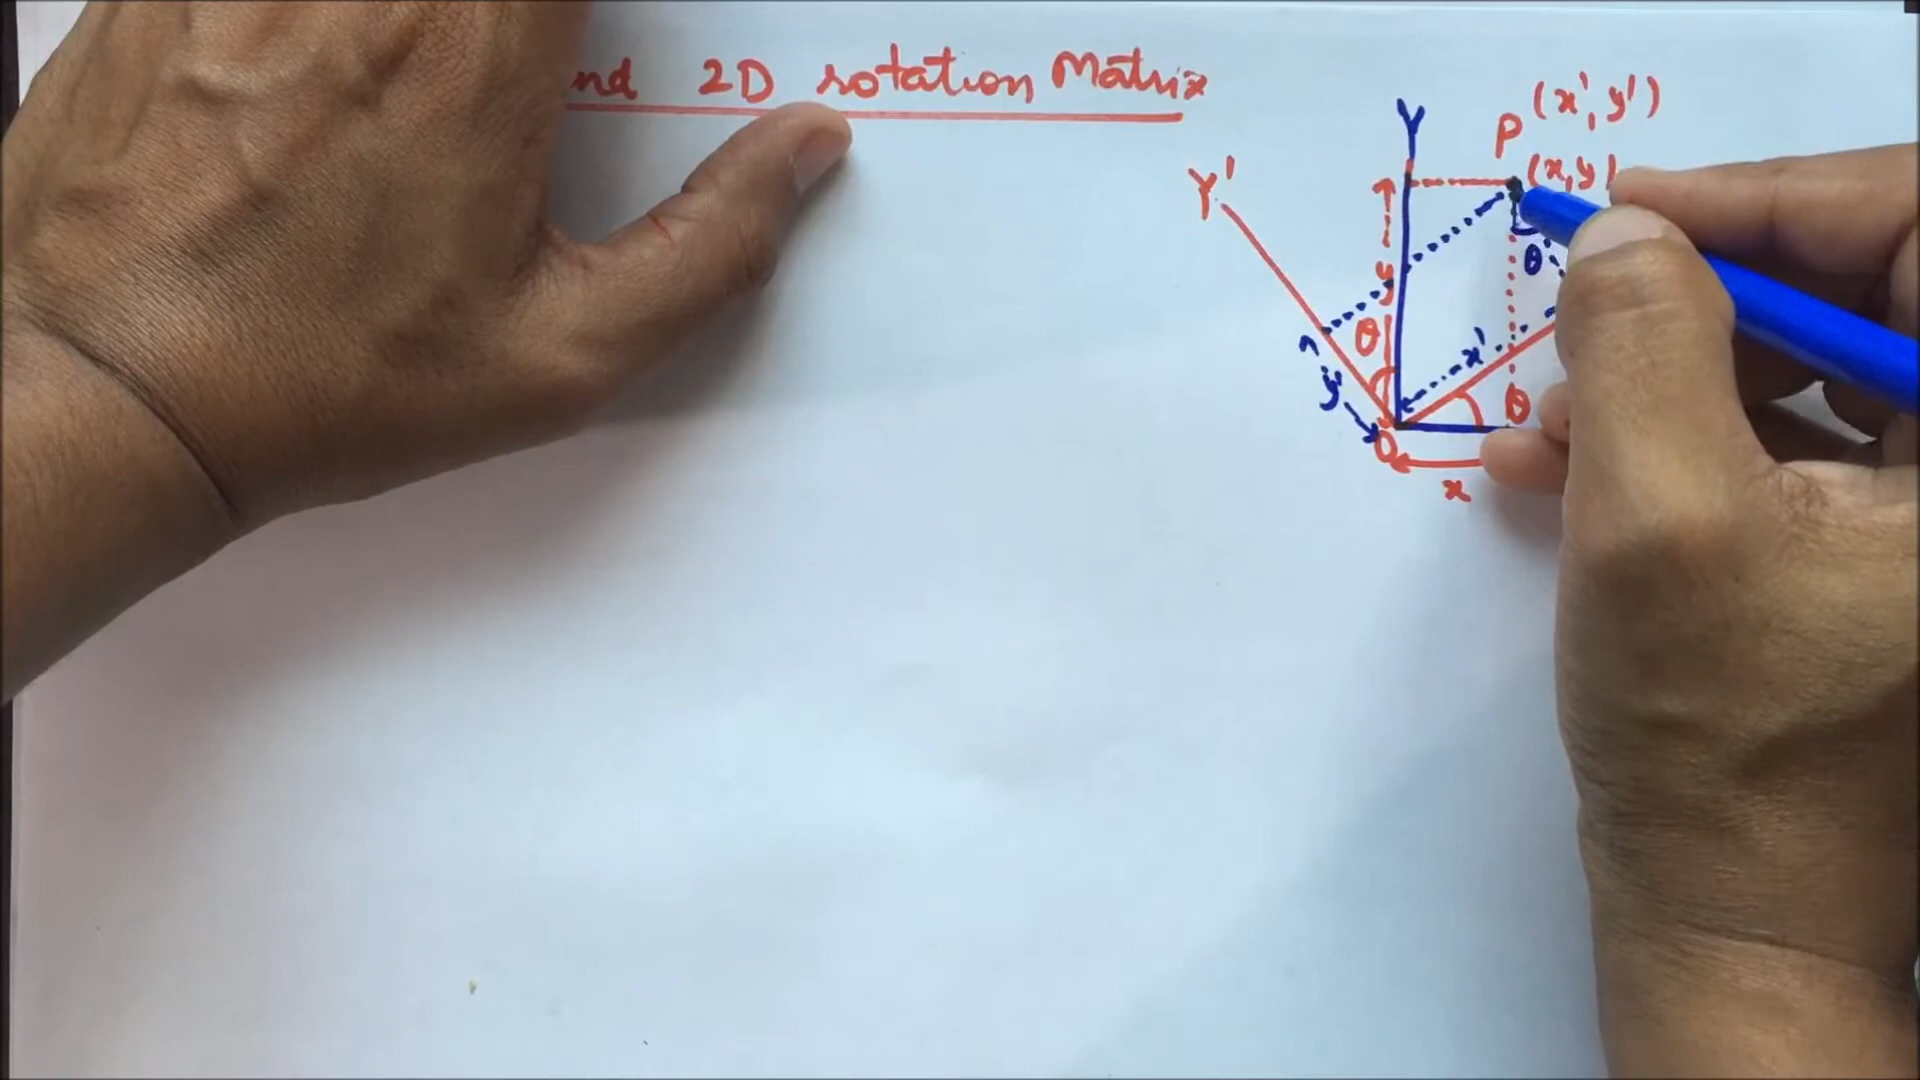 nd 2D rotation Matrix
Y
P (x', y')
(x, y)
Y'
y
θ
θ
x'
y'
θ
O
x